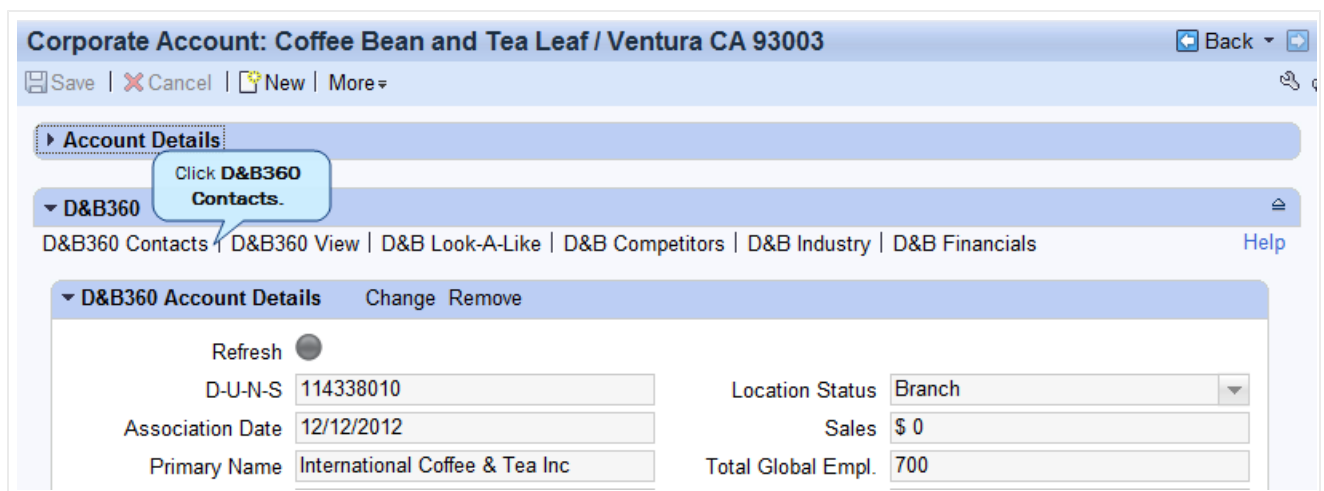 Corporate Account: Coffee Bean and Tea Leaf / Ventura CA 93003 Back
Save | Cancel | New | More
Account Details
Click D&B360
Contacts.
D&B360
D&B360 Contacts | D&B360 View | D&B Look-A-Like | D&B Competitors | D&B Industry | D&B Financials Help
D&B360 Account Details Change Remove
Refresh
D-U-N-S 114338010 Location Status Branch
Association Date 12/12/2012 Sales $ 0
Primary Name International Coffee & Tea Inc Total Global Empl. 700